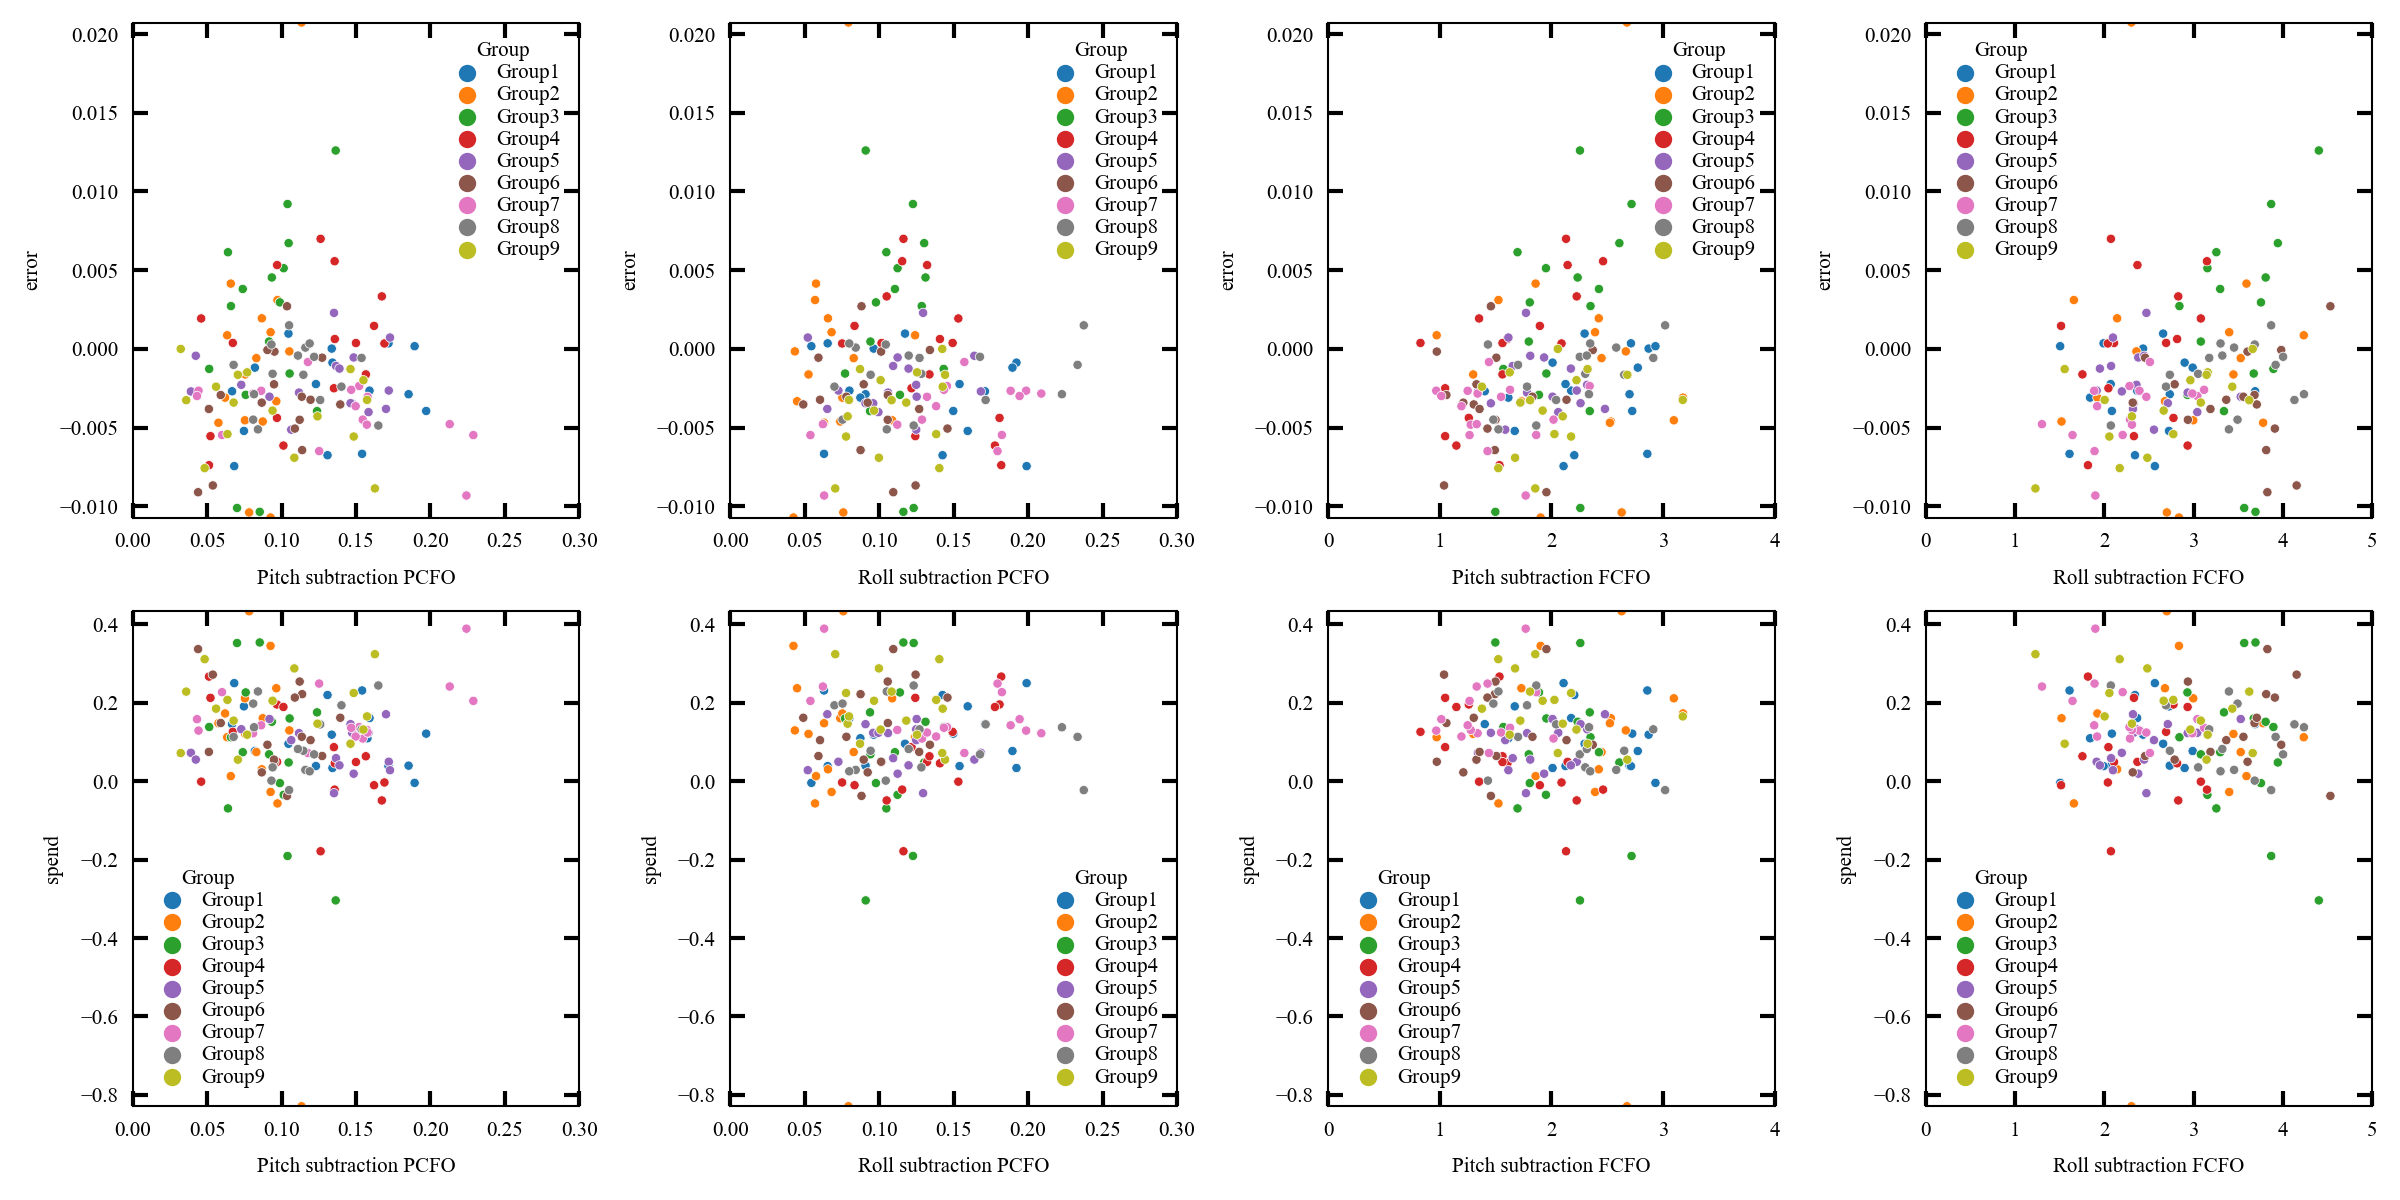 0.020
0.015
0.010
0.005
0.000
−0.005
−0.010
error
Group
Group1
Group2
Group3
Group4
Group5
Group6
Group7
Group8
Group9
0.00 0.05 0.10 0.15 0.20 0.25 0.30
Pitch subtraction PCFO
0.020
0.015
0.010
0.005
0.000
−0.005
−0.010
error
Group
Group1
Group2
Group3
Group4
Group5
Group6
Group7
Group8
Group9
0.00 0.05 0.10 0.15 0.20 0.25 0.30
Roll subtraction PCFO
0.020
0.015
0.010
0.005
0.000
−0.005
−0.010
error
Group
Group1
Group2
Group3
Group4
Group5
Group6
Group7
Group8
Group9
0 1 2 3 4
Pitch subtraction FCFO
0.020
0.015
0.010
0.005
0.000
−0.005
−0.010
error
Group
Group1
Group2
Group3
Group4
Group5
Group6
Group7
Group8
Group9
0 1 2 3 4 5
Roll subtraction FCFO
0.4
0.2
0.0
−0.2
−0.4
−0.6
−0.8
spend
Group
Group1
Group2
Group3
Group4
Group5
Group6
Group7
Group8
Group9
0.00 0.05 0.10 0.15 0.20 0.25 0.30
Pitch subtraction PCFO
0.4
0.2
0.0
−0.2
−0.4
−0.6
−0.8
spend
Group
Group1
Group2
Group3
Group4
Group5
Group6
Group7
Group8
Group9
0.00 0.05 0.10 0.15 0.20 0.25 0.30
Roll subtraction PCFO
0.4
0.2
0.0
−0.2
−0.4
−0.6
−0.8
spend
Group
Group1
Group2
Group3
Group4
Group5
Group6
Group7
Group8
Group9
0 1 2 3 4
Pitch subtraction FCFO
0.4
0.2
0.0
−0.2
−0.4
−0.6
−0.8
spend
Group
Group1
Group2
Group3
Group4
Group5
Group6
Group7
Group8
Group9
0 1 2 3 4 5
Roll subtraction FCFO